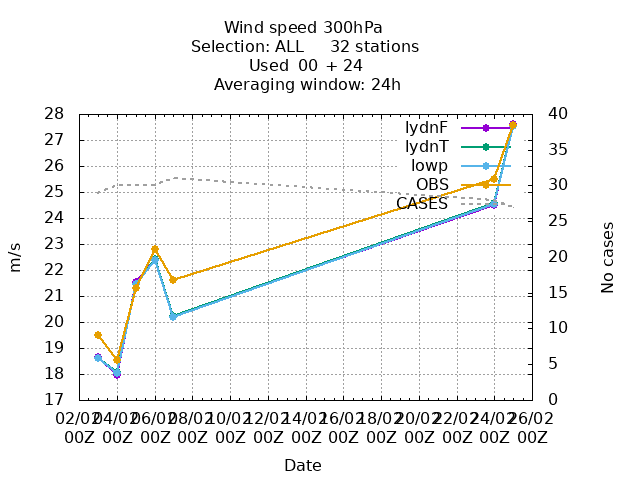 Wind speed 300hPa
Selection: ALL     32 stations
Used  00 + 24
Averaging window: 24h
28
27
26
25
24
23
22
21
20
19
18
17
40
35
30
25
20
15
10
5
0
m/s
No cases
lydnF
lydnT
lowp
OBS
CASES
02/02 04/02 06/02 08/02 10/02 12/02 14/02 16/02 18/02 20/02 22/02 24/02 26/02
00Z 00Z 00Z 00Z 00Z 00Z 00Z 00Z 00Z 00Z 00Z 00Z 00Z
Date